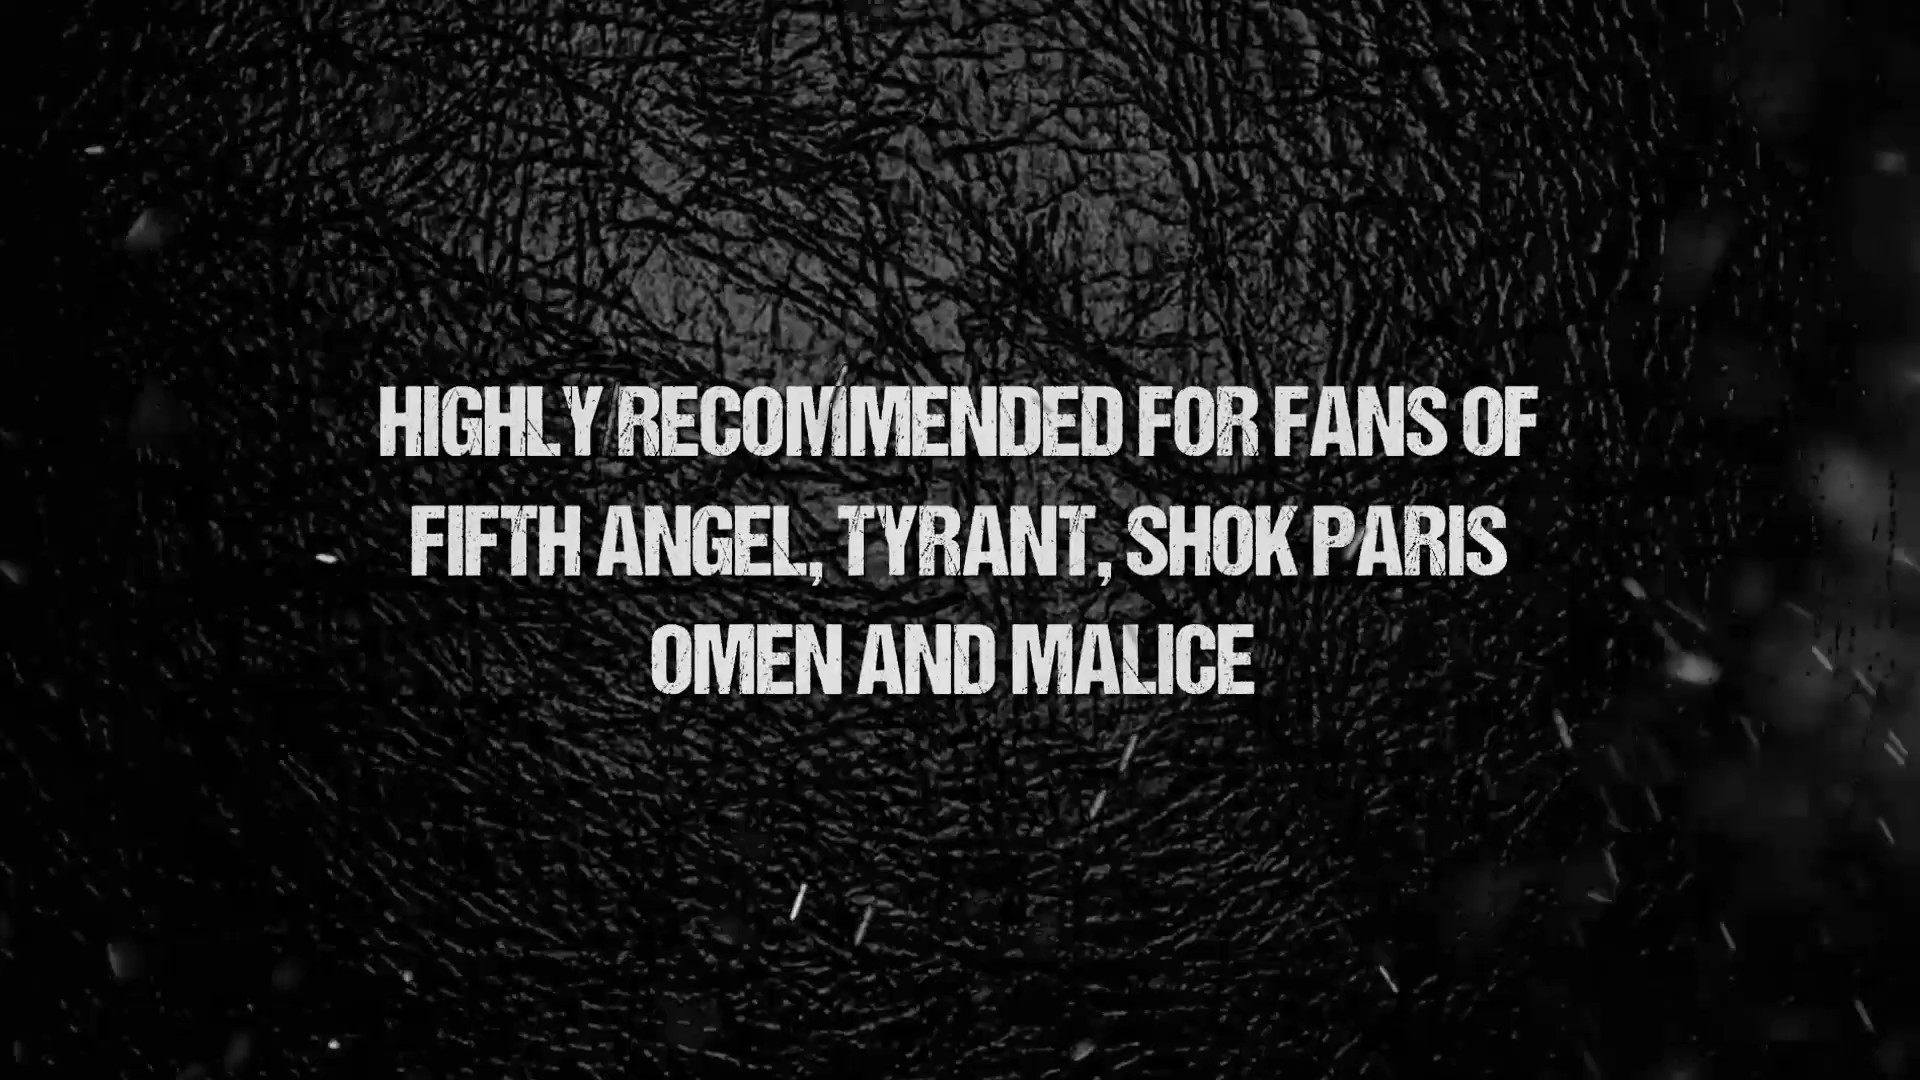 HIGHLY RECOMMENDED FOR FANS OF
FIFTH ANGEL, TYRANT, SHOK PARIS
OMEN AND MALICE